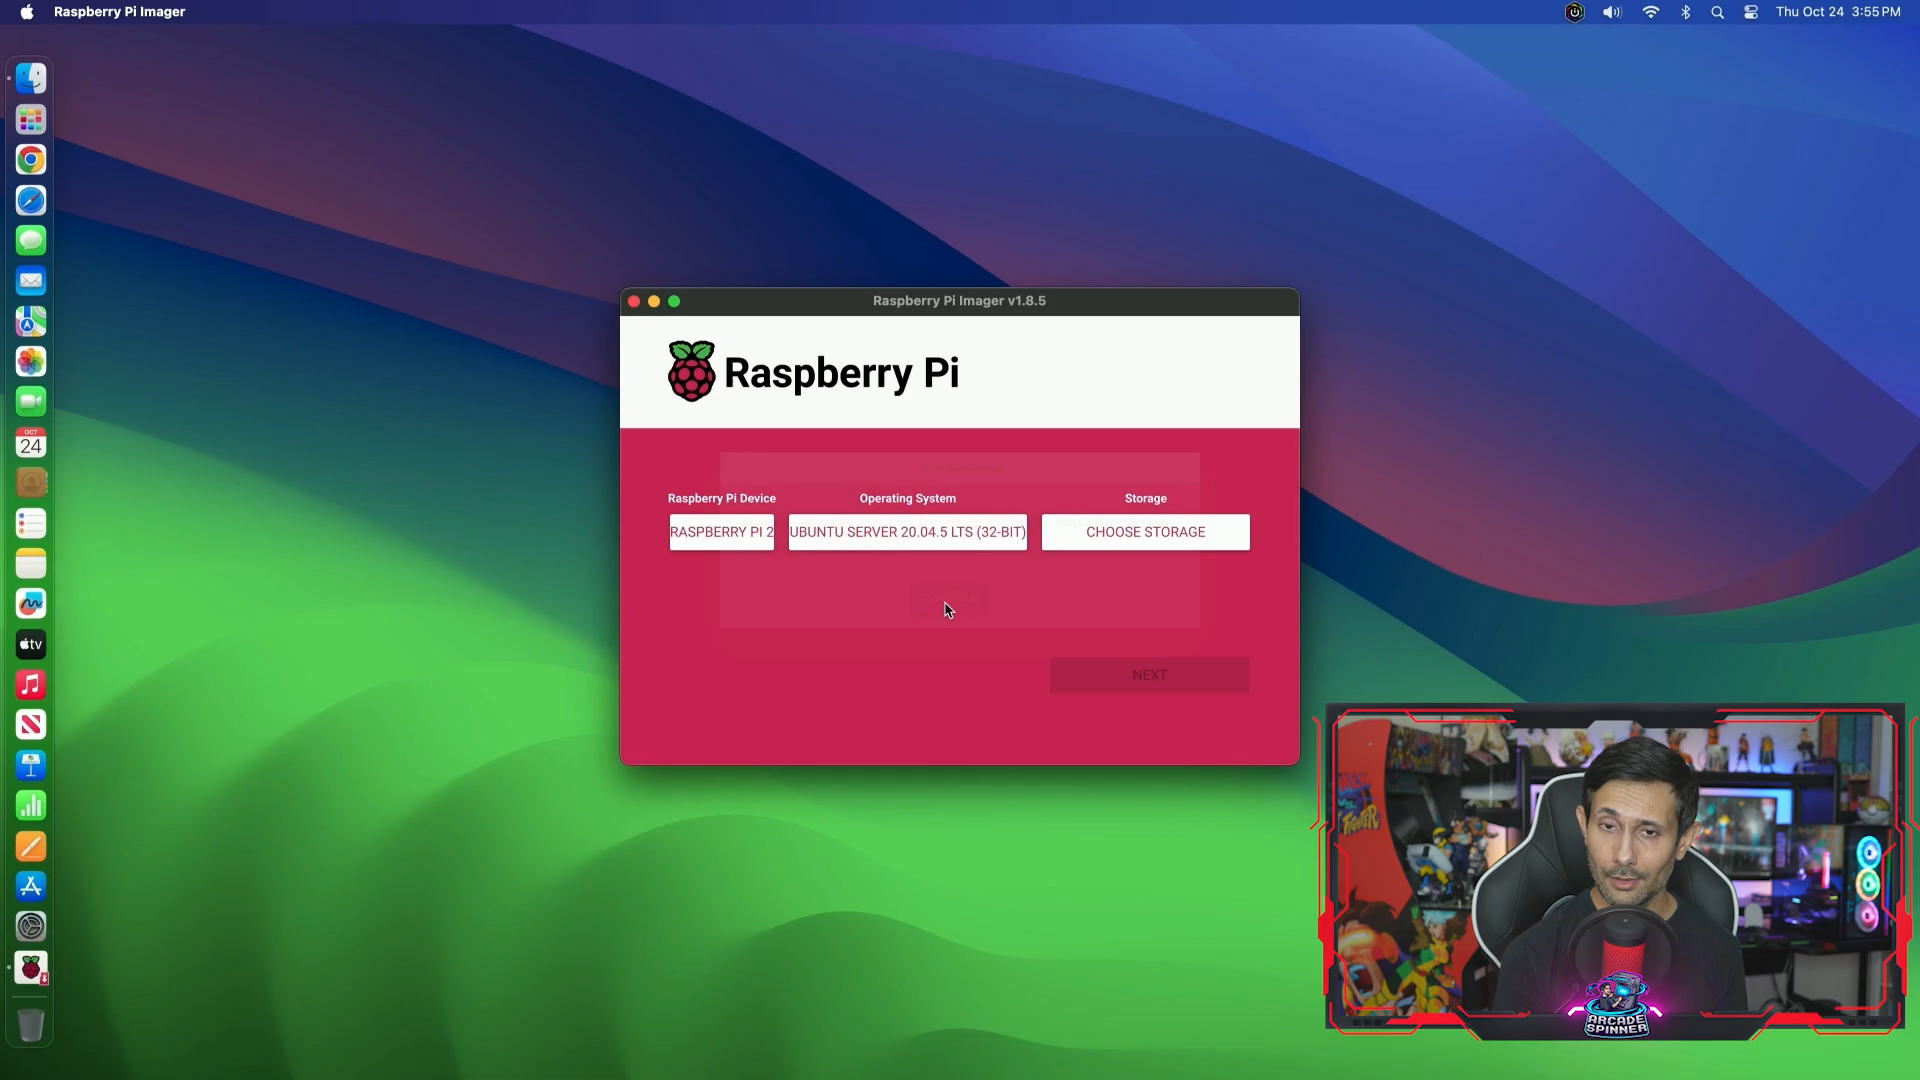 Raspberry Pi Imager
Thu Oct 24 3:55 PM
OCT
24
tv
Raspberry Pi Imager v1.8.5
Raspberry Pi
Raspberry Pi Device
Operating System
Storage
RASPBERRY PI 2
UBUNTU SERVER 20.04.5 LTS (32-BIT)
CHOOSE STORAGE
NEXT
ARCADE
SPINNER